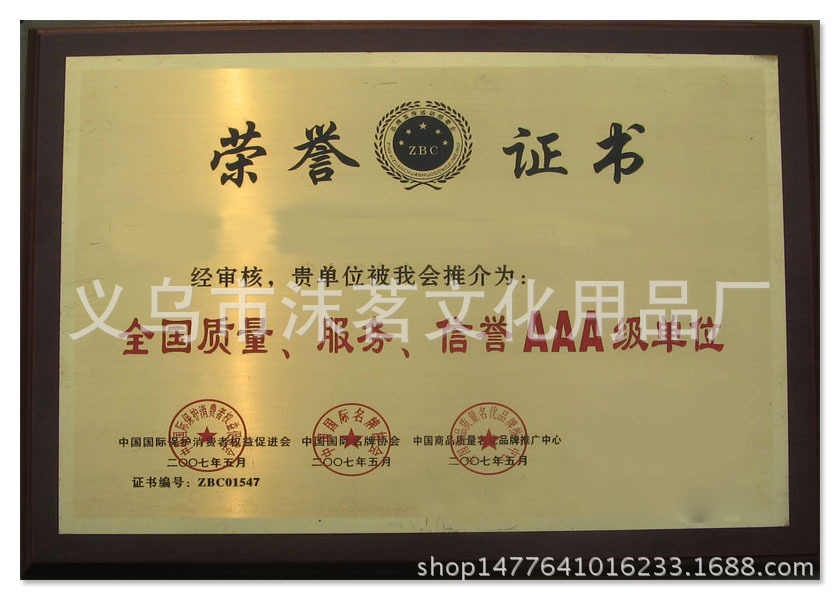 荣誉 ZBC 证书
经审核，贵单位被我会推介为：
义乌市沫茗文化用品厂
全国质量、服务、信誉AAA级单位
中国国际保护消费者权益促进会 中国国际名牌协会 中国商品质量名优品牌推广中心
二〇〇七年五月 二〇〇七年五月 二〇〇七年五月
证书编号：ZBC01547
shop1477641016233.1688.com